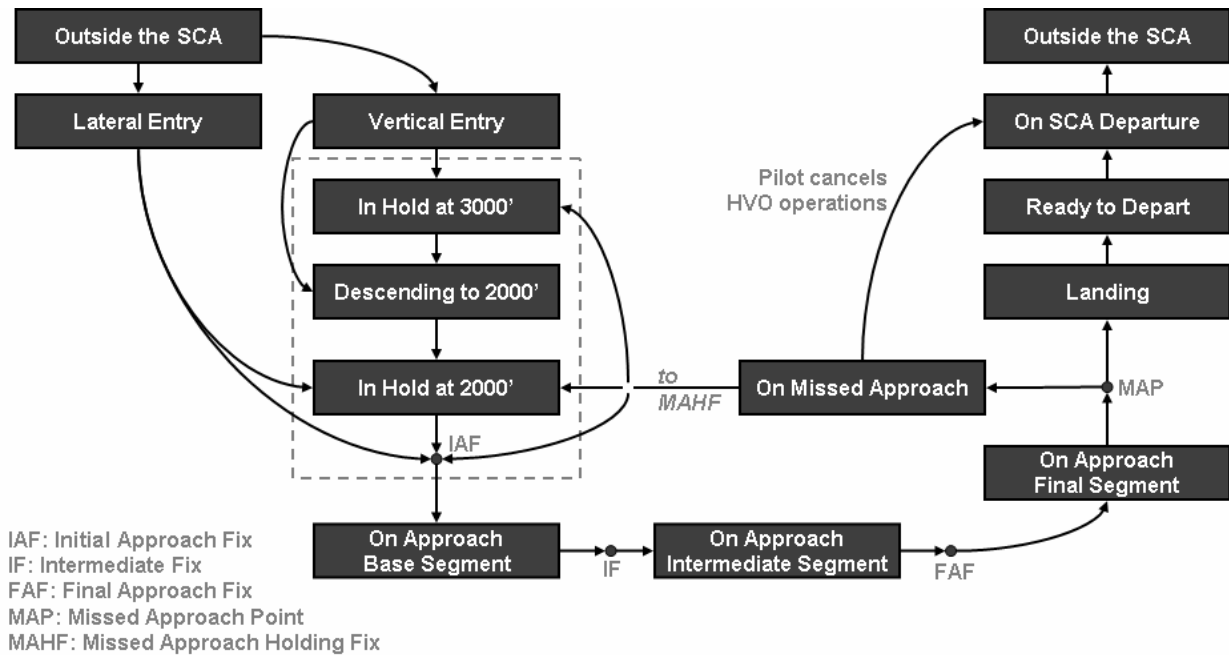 Outside the SCA
Outside the SCA
Lateral Entry
Vertical Entry
On SCA Departure
Pilot cancels
HVO operations
In Hold at 3000’
Ready to Depart
Descending to 2000’
Landing
In Hold at 2000’
to
MAHF
On Missed Approach
MAP
IAF
On Approach
Final Segment
On Approach
Base Segment
IF
On Approach
Intermediate Segment
FAF
IAF: Initial Approach Fix
IF: Intermediate Fix
FAF: Final Approach Fix
MAP: Missed Approach Point
MAHF: Missed Approach Holding Fix